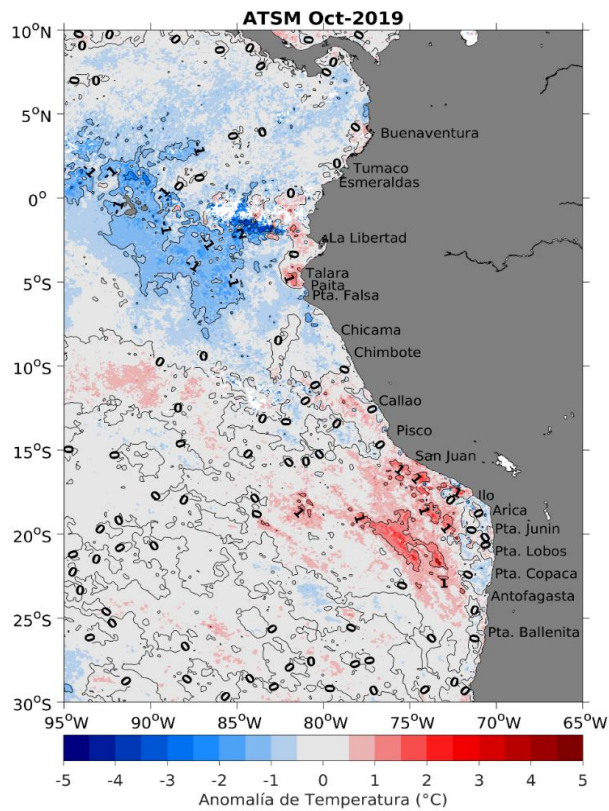 ATSM Oct-2019
10°N
5°N
Buenaventura
Tumaco
0°
Esmeraldas
La Libertad
5°S
Talara
Paita
Pta. Falsa
Chicama
Chimbote
10°S
Callao
Pisco
15°S
San Juan
Ilo
Arica
Pta. Junin
20°S
Pta. Lobos
Pta. Copaca
Antofagasta
25°S
Pta. Ballenita
30°S
95°W 90°W 85°W 80°W 75°W 70°W 65°W
-5 -4 -3 -2 -1 0 1 2 3 4 5
Anomalía de Temperatura (°C)